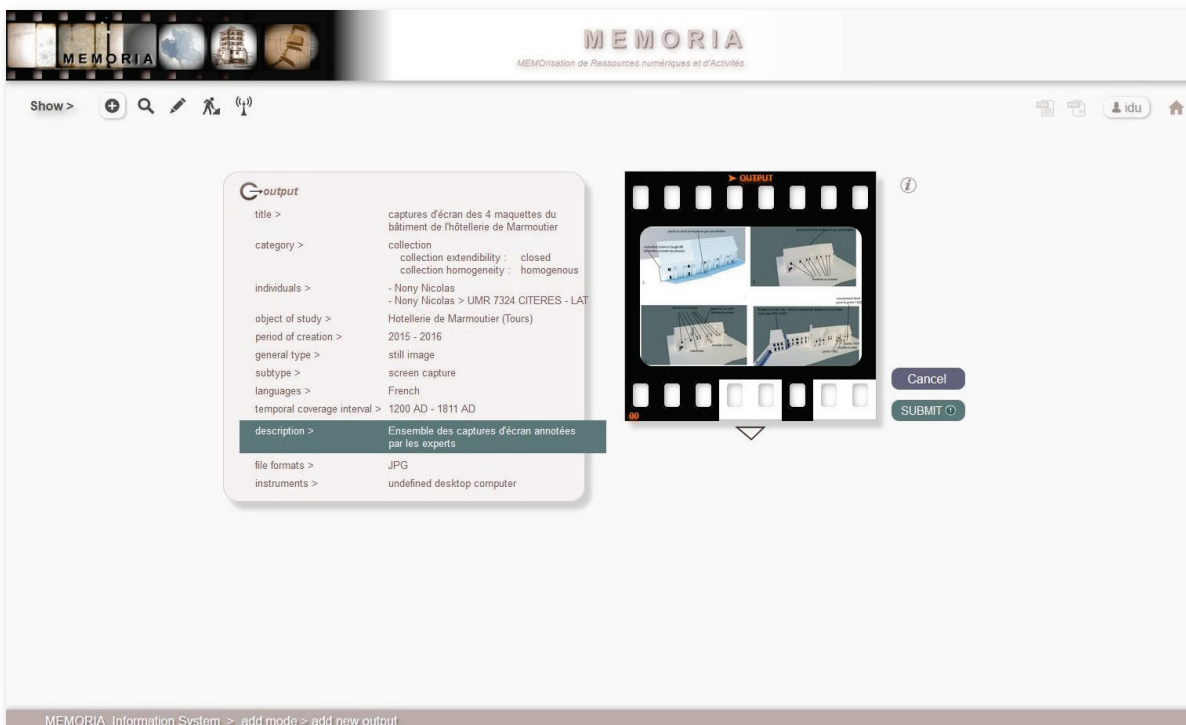 MEMORIA
MEMORIA
MEMOrisation de Ressources numériques et d'Activités
Show >
idu
output
title > captures d'écran des 4 maquettes du
bâtiment de l'hôtellerie de Marmoutier
category > collection
collection extendibility : closed
collection homogeneity : homogenous
individuals > - Nony Nicolas
- Nony Nicolas > UMR 7324 CITERES - LAT
object of study > Hotellerie de Marmoutier (Tours)
period of creation > 2015 - 2016
general type > still image
subtype > screen capture
languages > French
temporal coverage interval > 1200 AD - 1811 AD
description > Ensemble des captures d'écran annotées
par les experts
file formats > JPG
instruments > undefined desktop computer
➤ OUTPUT
00
i
Cancel
SUBMIT
MEMORIA Information System > add mode > add new output